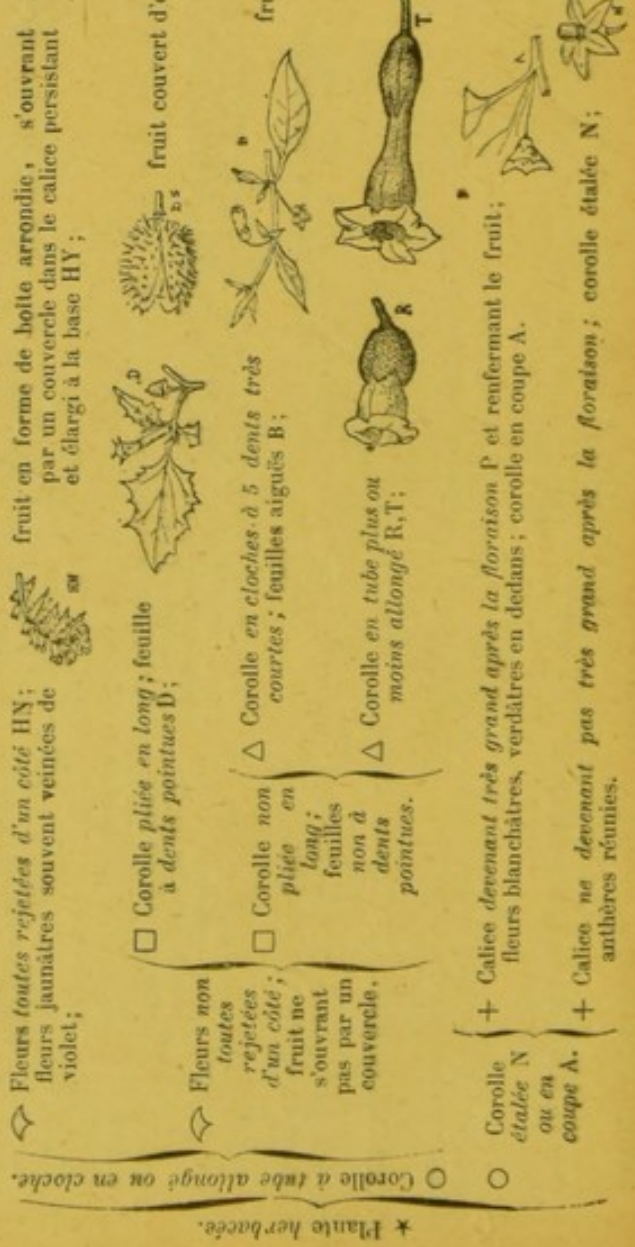 ★ Plante herbacée.
○ Corolle à tube allongé ou en cloche.
Fleurs toutes rejetées d'un côté HN;
fleurs jaunâtres souvent veinées de
violet;
HN
fruit en forme de boîte arrondie, s'ouvrant
par un couvercle dans le calice persistant
et élargi à la base HY;
Fleurs non
toutes
rejetées
d'un côté;
fruit ne
s'ouvrant
pas par un
couvercle.
□ Corolle pliée en long; feuille
à dents pointues D;
D
DS
fruit couvert d'
□ Corolle non
pliée en
long;
feuilles
non à
dents
pointues.
△ Corolle en cloches à 5 dents très
courtes; feuilles aiguës B;
B
fru
△ Corolle en tube plus ou
moins allongé R,T;
R
T
○ Corolle
étalée N
ou en
coupe A.
+ Calice devenant très grand après la floraison P et renfermant le fruit;
fleurs blanchâtres, verdâtres en dedans; corolle en coupe A.
P
A
+ Calice ne devenant pas très grand après la floraison; corolle étalée N;
anthères réunies.
N